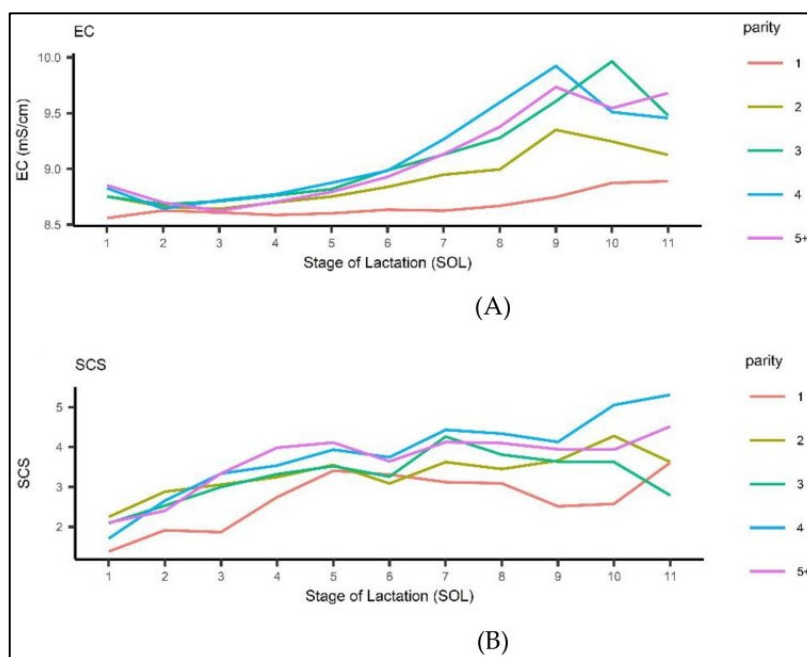 EC
parity
10.0
9.5
9.0
8.5
EC (mS/cm)
1 2 3 4 5 6 7 8 9 10 11
Stage of Lactation (SOL)
1
2
3
4
5+
(A)
SCS
parity
5
4
3
2
SCS
1 2 3 4 5 6 7 8 9 10 11
Stage of Lactation (SOL)
1
2
3
4
5+
(B)